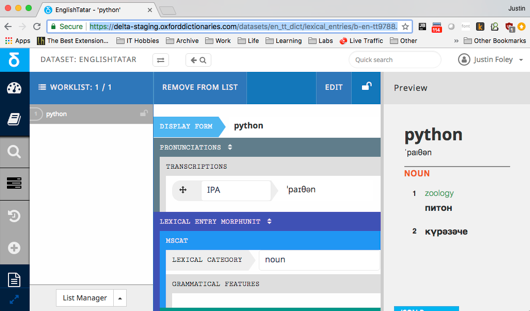 EnglishTatar - 'python'
Justin
Secure https://delta-staging.oxforddictionaries.com/datasets/en_tt_dict/lexical_entries/b-en-tt9788.
Apps The Best Extension... IT Hobbies Archive Work Life Learning Labs Live Traffic Other » Other Bookmarks
DATASET: ENGLISHTATAR
Quick search
Justin Foley
WORKLIST: 1 / 1
REMOVE FROM LIST
EDIT
Preview
1 python
DISPLAY FORM python
PRONUNCIATIONS
TRANSCRIPTIONS
IPA 'paɪθən
LEXICAL ENTRY MORPHUNIT
MSCAT
LEXICAL CATEGORY noun
GRAMMATICAL FEATURES
List Manager
python
'paɪθən
NOUN
1 zoology
питон
2 күрәзәче